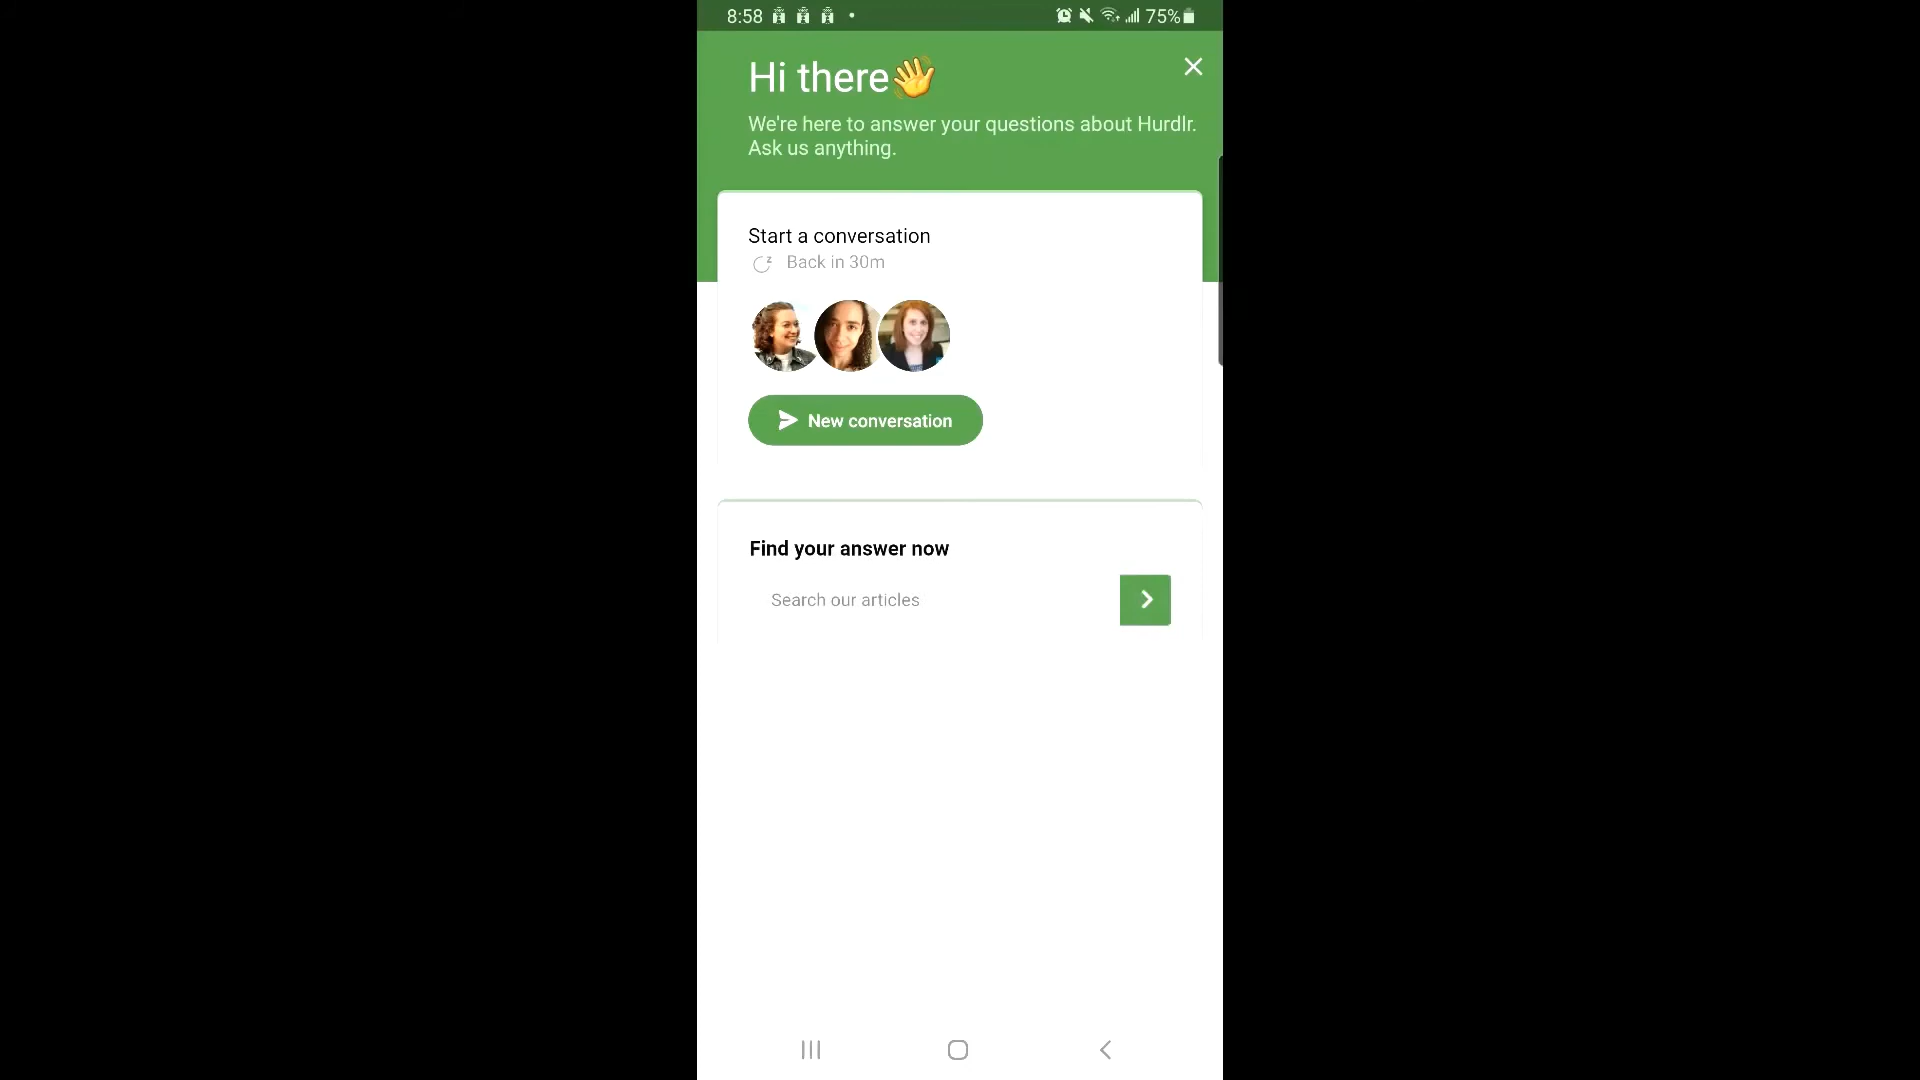 8:58
75%
Hi there👋
We're here to answer your questions about Hurdlr.
Ask us anything.
Start a conversation
Back in 30m
New conversation
Find your answer now
Search our articles